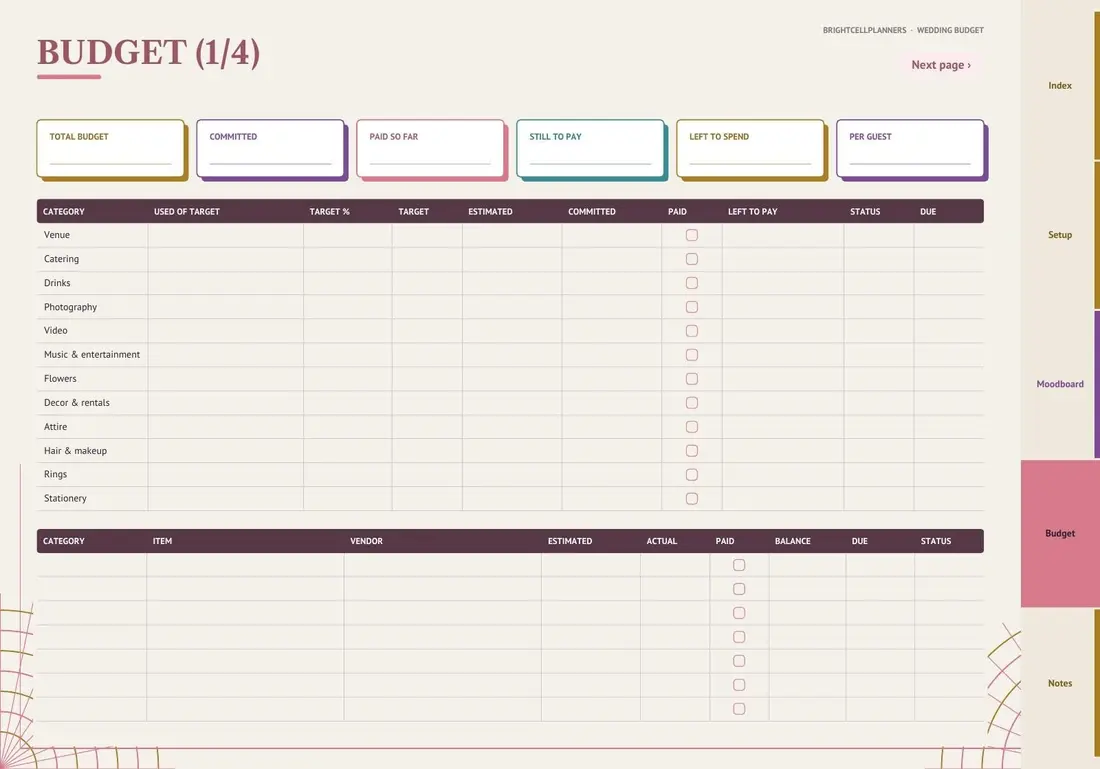 BRIGHTCELLPLANNERS · WEDDING BUDGET
BUDGET (1/4)
Next page ›
TOTAL BUDGET COMMITTED PAID SO FAR STILL TO PAY LEFT TO SPEND PER GUEST
CATEGORY USED OF TARGET TARGET % TARGET ESTIMATED COMMITTED PAID LEFT TO PAY STATUS DUE
Venue
Catering
Drinks
Photography
Video
Music & entertainment
Flowers
Decor & rentals
Attire
Hair & makeup
Rings
Stationery
CATEGORY ITEM VENDOR ESTIMATED ACTUAL PAID BALANCE DUE STATUS
Index
Setup
Moodboard
Budget
Notes